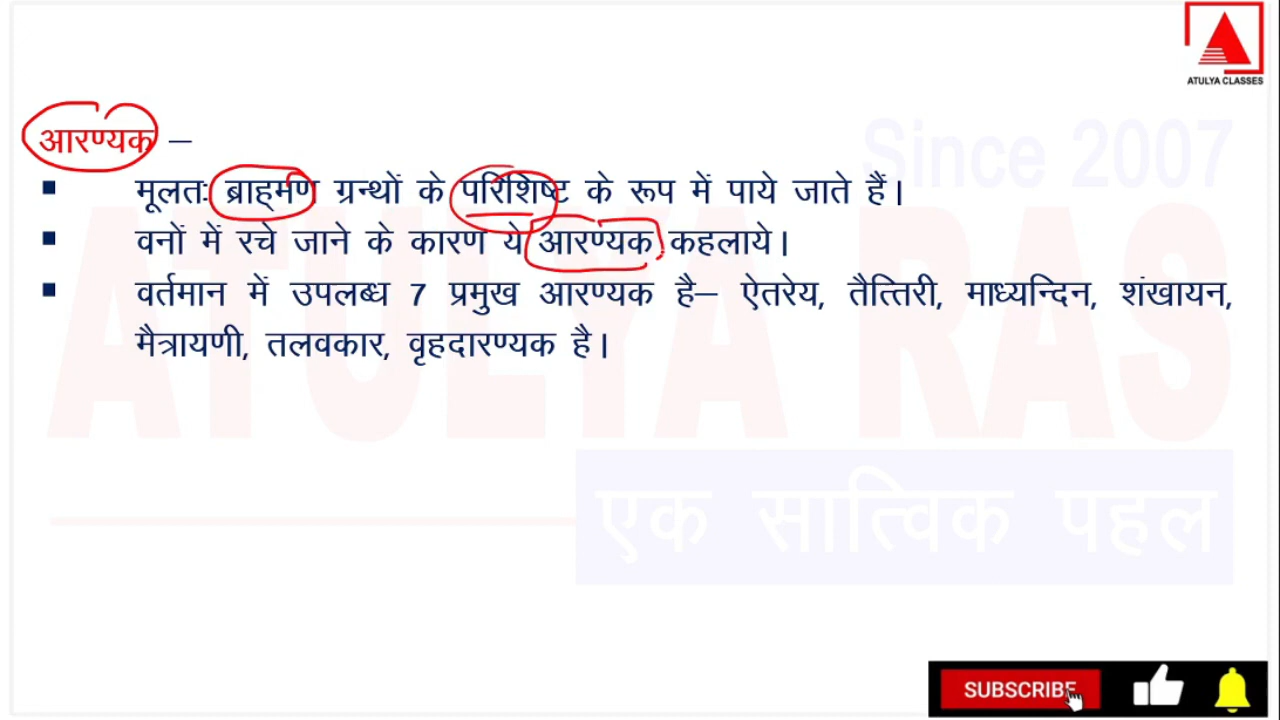 ATULYA CLASSES
Since 2007
आरण्यक –
▪ मूलतः ब्राह्मण ग्रन्थों के परिशिष्ट के रूप में पाये जाते हैं।
▪ वनों में रचे जाने के कारण ये आरण्यक कहलाये।
▪ वर्तमान में उपलब्ध 7 प्रमुख आरण्यक है– ऐतरेय, तैत्तिरी, माध्यन्दिन, शंखायन,
मैत्रायणी, तलवकार, वृहदारण्यक है।
ATULYA RAS
एक सात्विक पहल
SUBSCRIBE